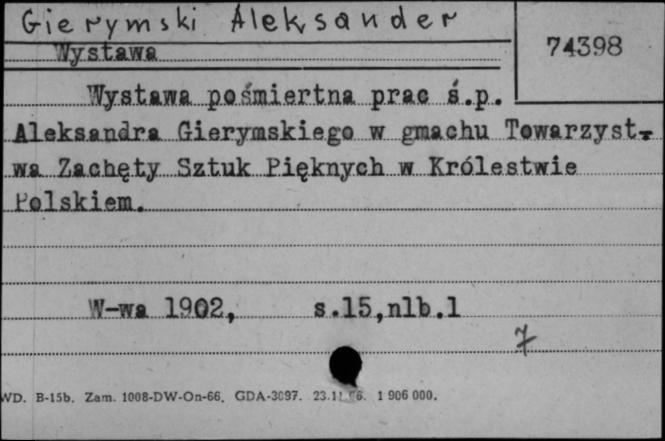 Gierymski Aleksander
Wystawa
74398
Wystawa pośmiertna prac ś.p.
Aleksandra Gierymskiego w gmachu Towarzyst-
wa Zachęty Sztuk Pięknych w Królestwie
Polskiem.
W-wa 1902, s.15,nlb.1
7
WD. B-15b. Zam. 1008-DW-On-66. GDA-3097. 1 906 000.